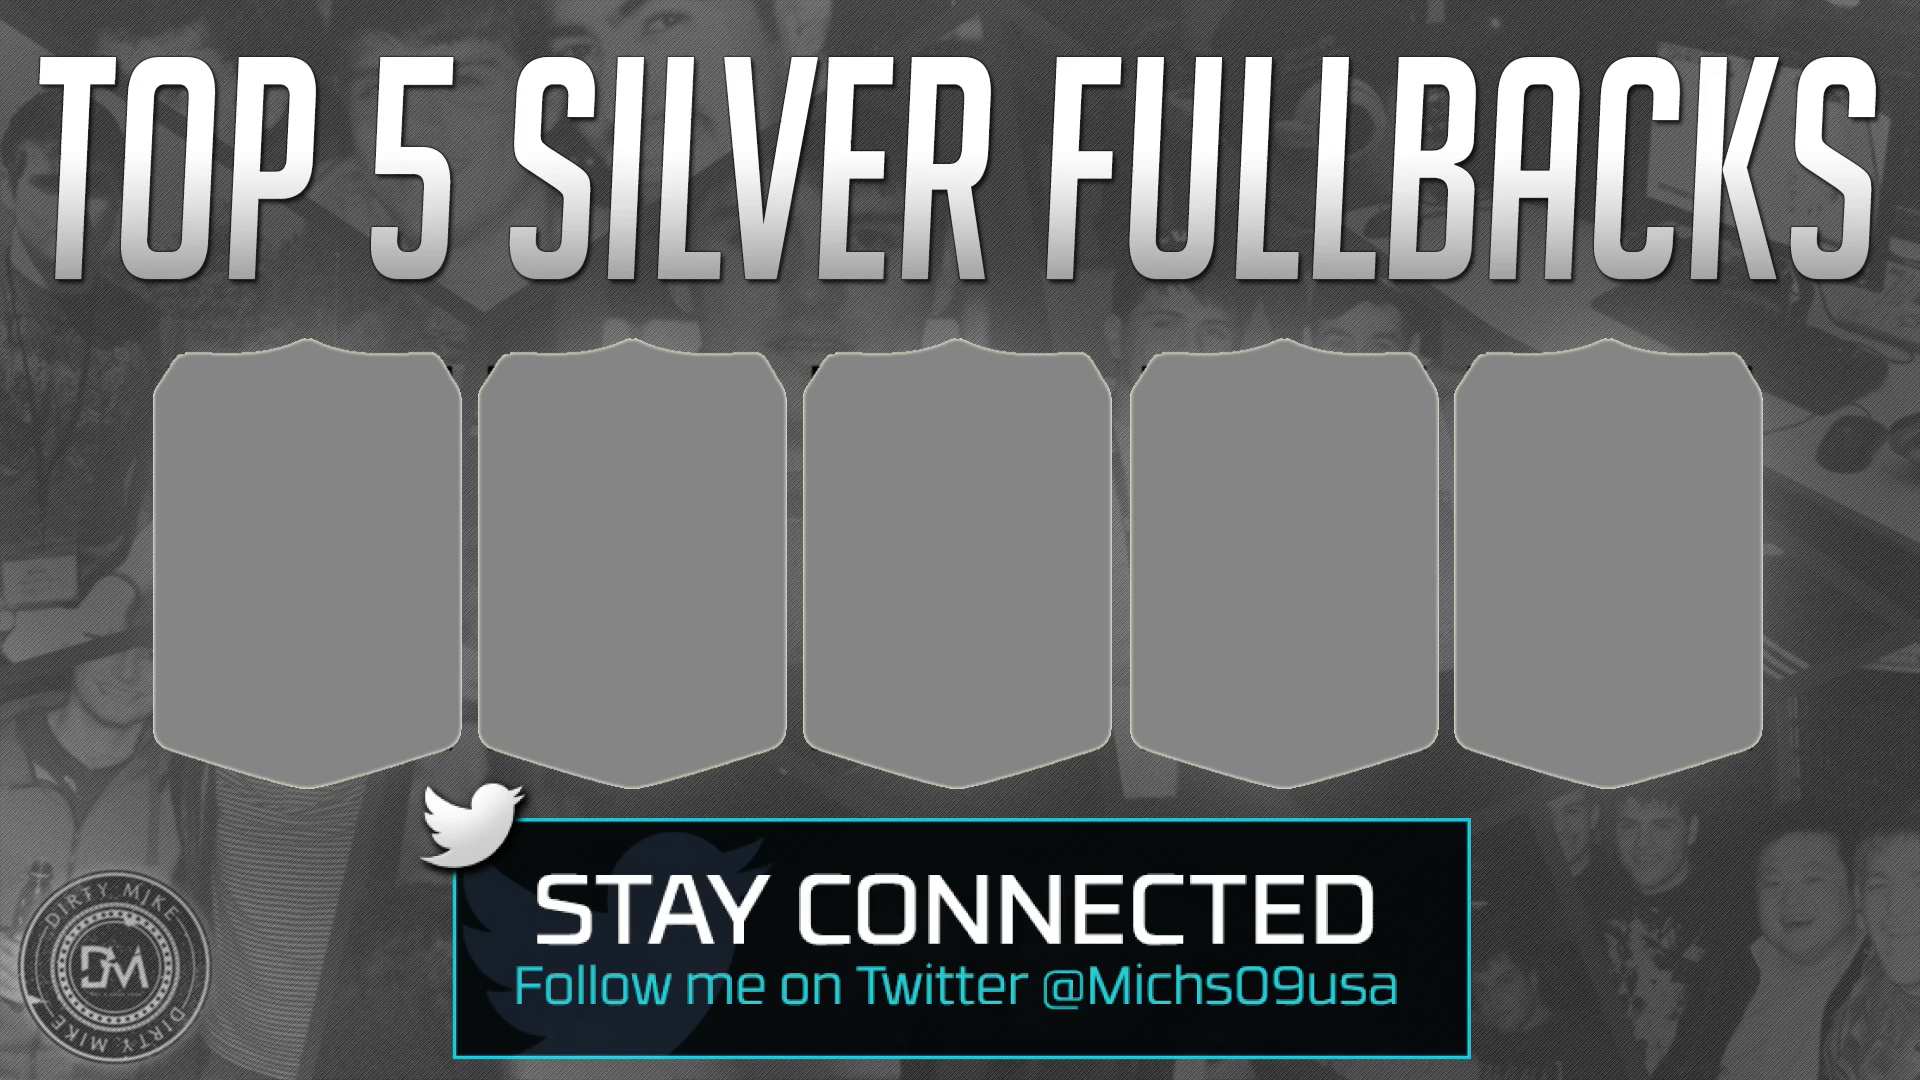 TOP 5 SILVER FULLBACKS
STAY CONNECTED
Follow me on Twitter @Michs09usa
DIRTY MIKE
DM
DIRTY MIKE